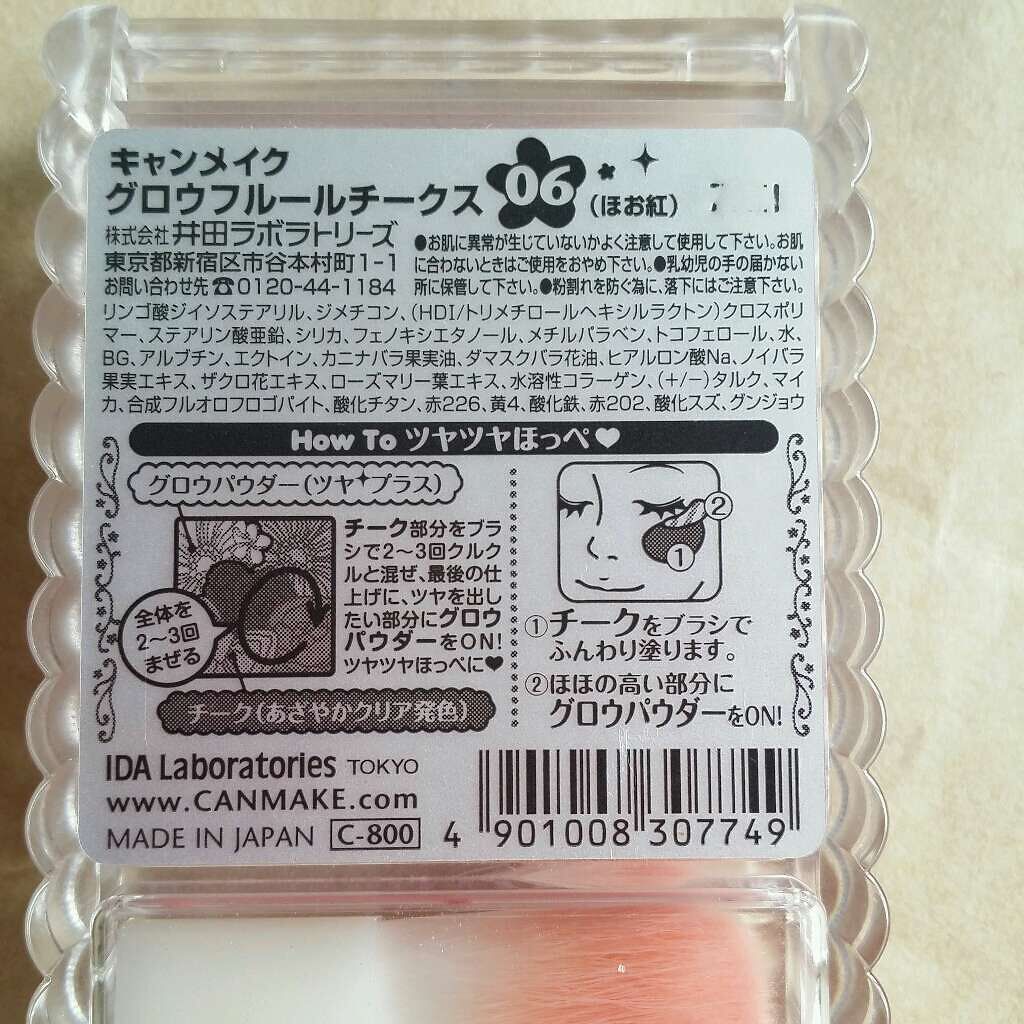 キャンメイク
グロウフルールチークス 06 (ほお紅)
株式会社 井田ラボラトリーズ
東京都新宿区市谷本村町1-1
お問い合わせ先☎0120-44-1184
●お肌に異常が生じていないかよく注意して使用して下さい。お肌
に合わないときはご使用をおやめ下さい。●乳幼児の手の届かない
所に保管して下さい。●粉割れを防ぐ為に、落下にはご注意下さい。
リンゴ酸ジイソステアリル、ジメチコン、(HDI/トリメチロールヘキシルラクトン)クロスポリ
マー、ステアリン酸亜鉛、シリカ、フェノキシエタノール、メチルパラベン、トコフェロール、水、
BG、アルブチン、エクトイン、カニナバラ果実油、ダマスクバラ花油、ヒアルロン酸Na、ノイバラ
果実エキス、ザクロ花エキス、ローズマリー葉エキス、水溶性コラーゲン、(+/−)タルク、マイ
カ、合成フルオロフロゴパイト、酸化チタン、赤226、黄4、酸化鉄、赤202、酸化スズ、グンジョウ
How To ツヤツヤほっぺ♥
グロウパウダー(ツヤ✦プラス)
全体を
2〜3回
まぜる
チーク(あざやかクリア発色)
チーク部分をブラ
シで2〜3回クルク
ルと混ぜ、最後の仕
上げに、ツヤを出し
たい部分にグロウ
パウダーをON!
ツヤツヤほっぺに♥
②
①
①チークをブラシで
ふんわり塗ります。
②ほほの高い部分に
グロウパウダーをON!
IDA Laboratories TOKYO
www.CANMAKE.com
MADE IN JAPAN C-800
4 901008 307749